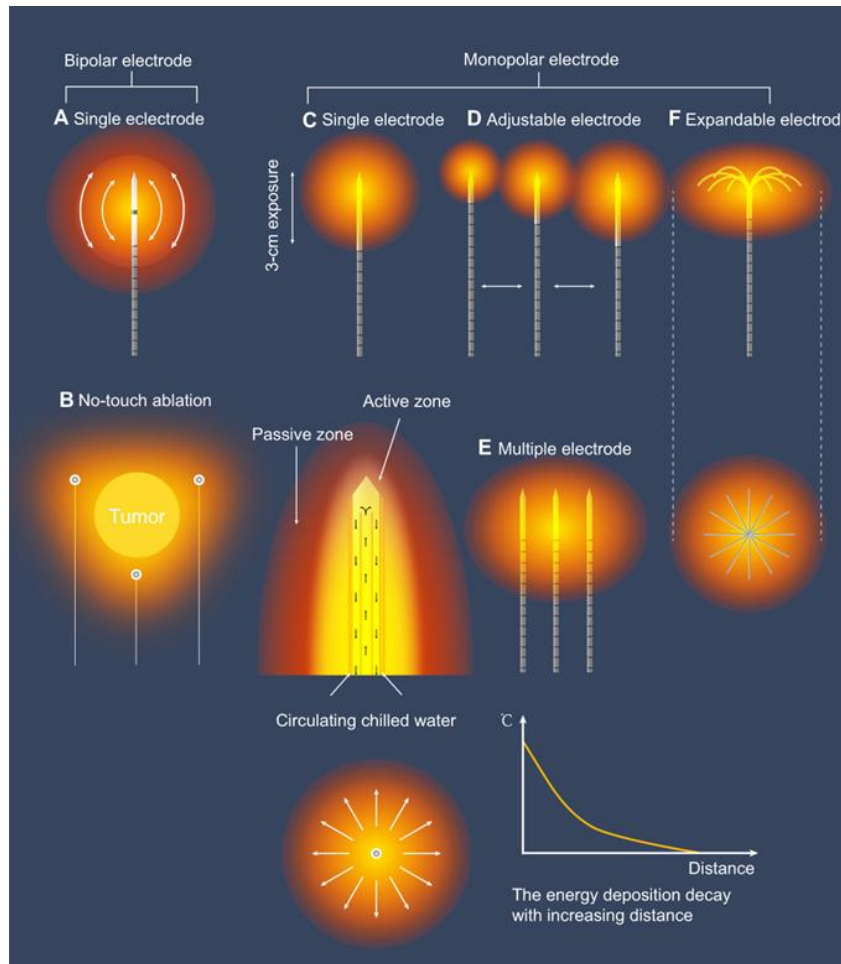 Bipolar electrode
Monopolar electrode
A Single eclectrode
C Single electrode
D Adjustable electrode
F Expandable electrod
3-cm exposure
B No-touch ablation
Tumor
Passive zone
Active zone
E Multiple electrode
Circulating chilled water
℃
Distance
The energy deposition decay
with increasing distance